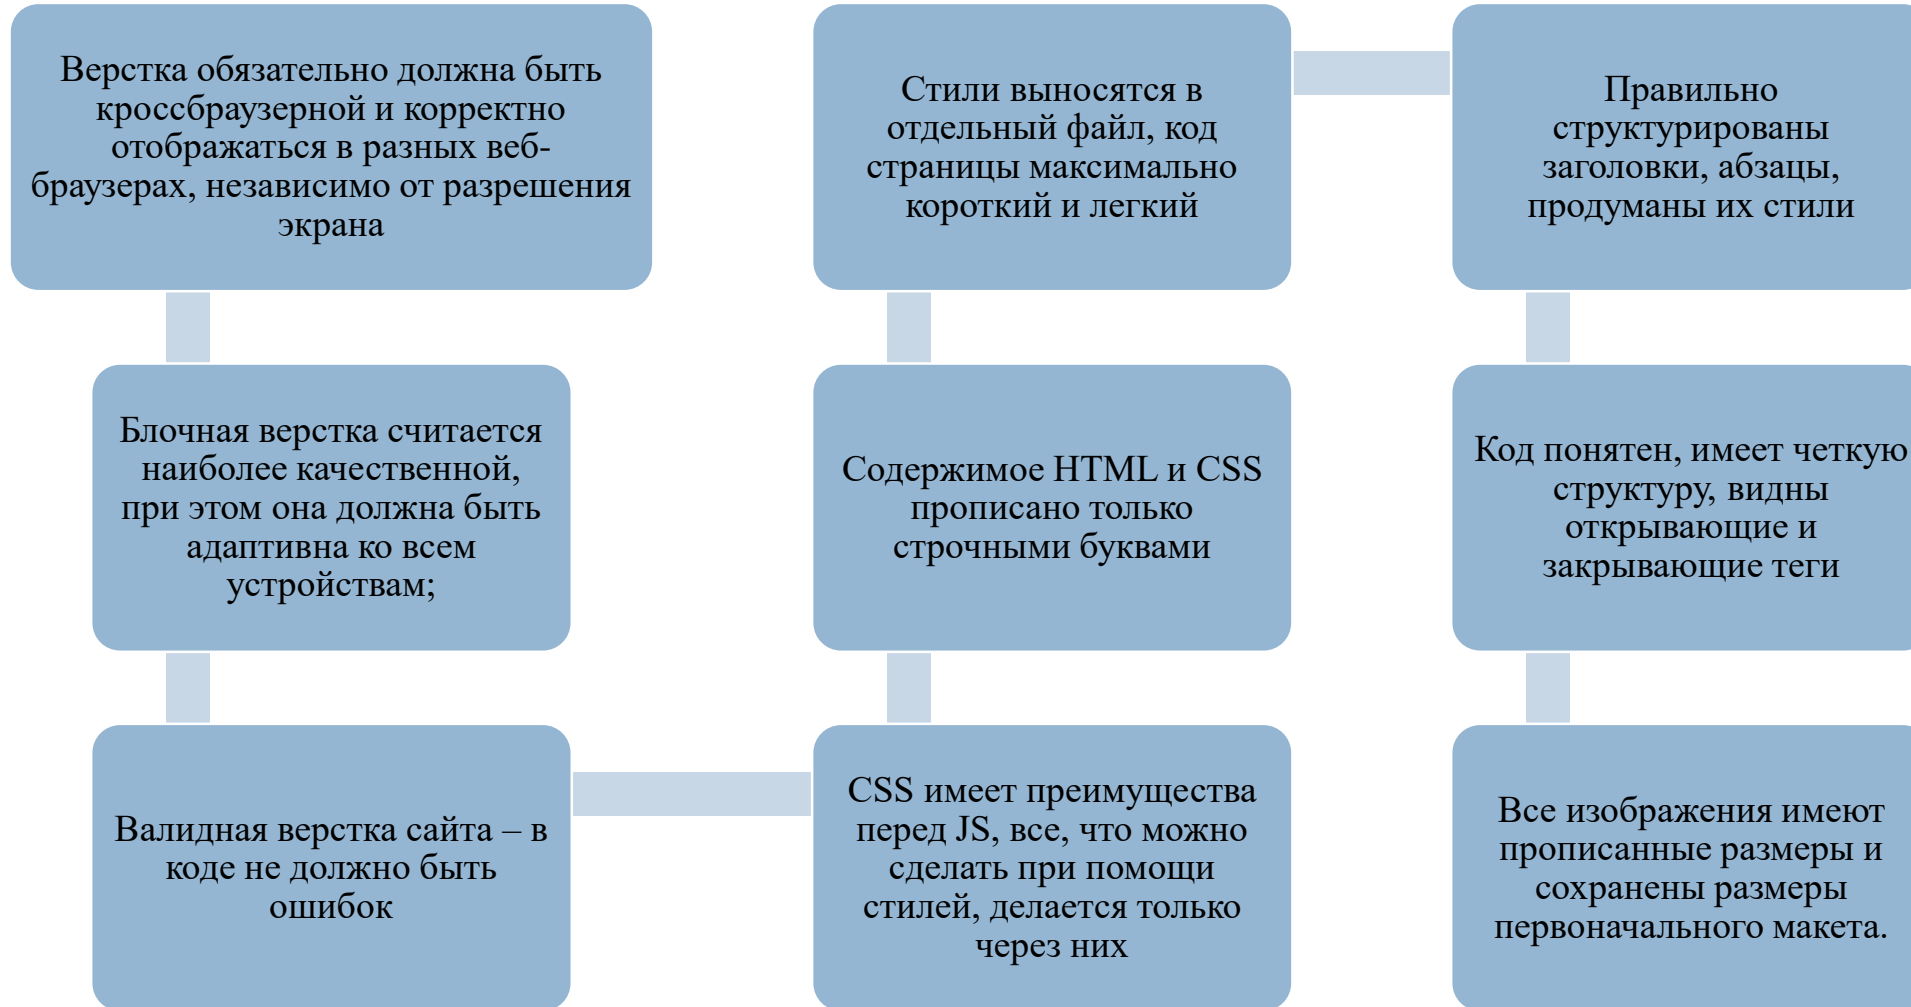 Верстка обязательно должна быть
кроссбраузерной и корректно
отображаться в разных веб-
браузерах, независимо от разрешения
экрана
Блочная верстка считается
наиболее качественной,
при этом она должна быть
адаптивна ко всем
устройствам;
Валидная верстка сайта – в
коде не должно быть
ошибок
CSS имеет преимущества
перед JS, все, что можно
сделать при помощи
стилей, делается только
через них
Содержимое HTML и CSS
прописано только
строчными буквами
Стили выносятся в
отдельный файл, код
страницы максимально
короткий и легкий
Правильно
структурированы
заголовки, абзацы,
продуманы их стили
Код понятен, имеет четкую
структуру, видны
открывающие и
закрывающие теги
Все изображения имеют
прописанные размеры и
сохранены размеры
первоначального макета.